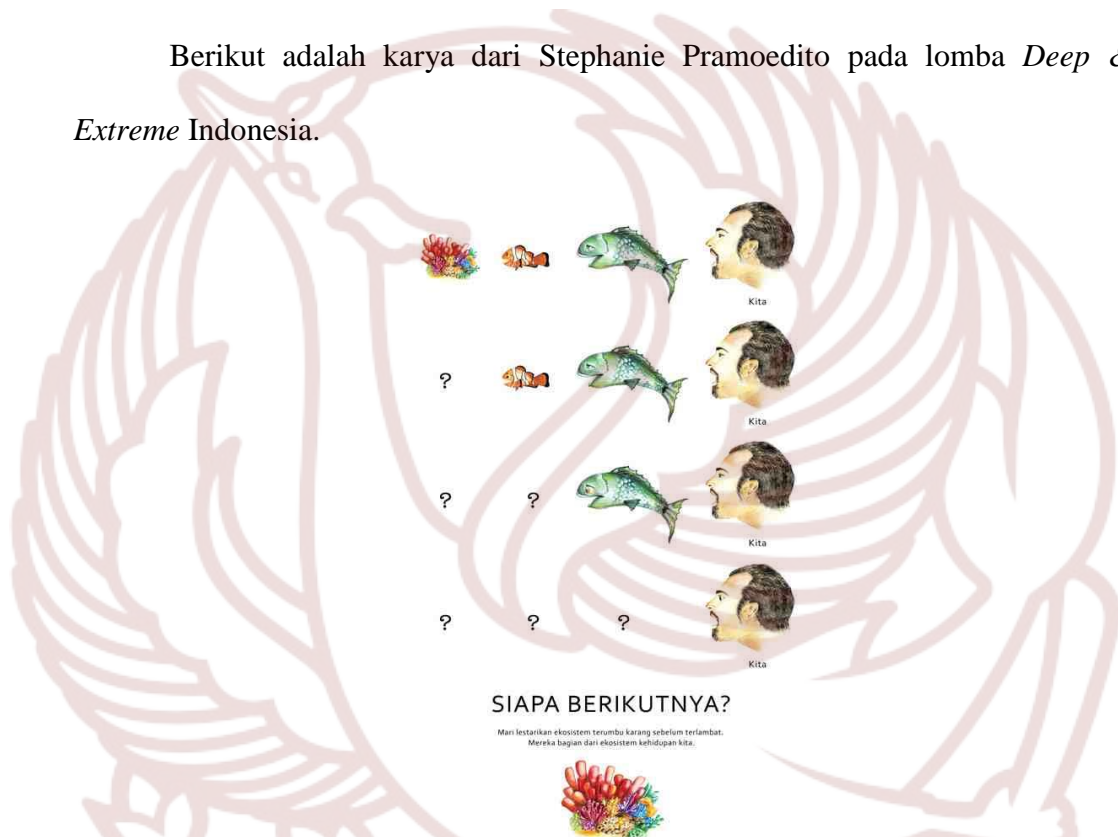 Berikut adalah karya dari Stephanie Pramoedito pada lomba Deep &
Extreme Indonesia.
Kita
?
Kita
? ?
Kita
? ? ?
Kita
SIAPA BERIKUTNYA?
Mari lestarikan ekosistem terumbu karang sebelum terlambat.
Mereka bagian dari ekosistem kehidupan kita.